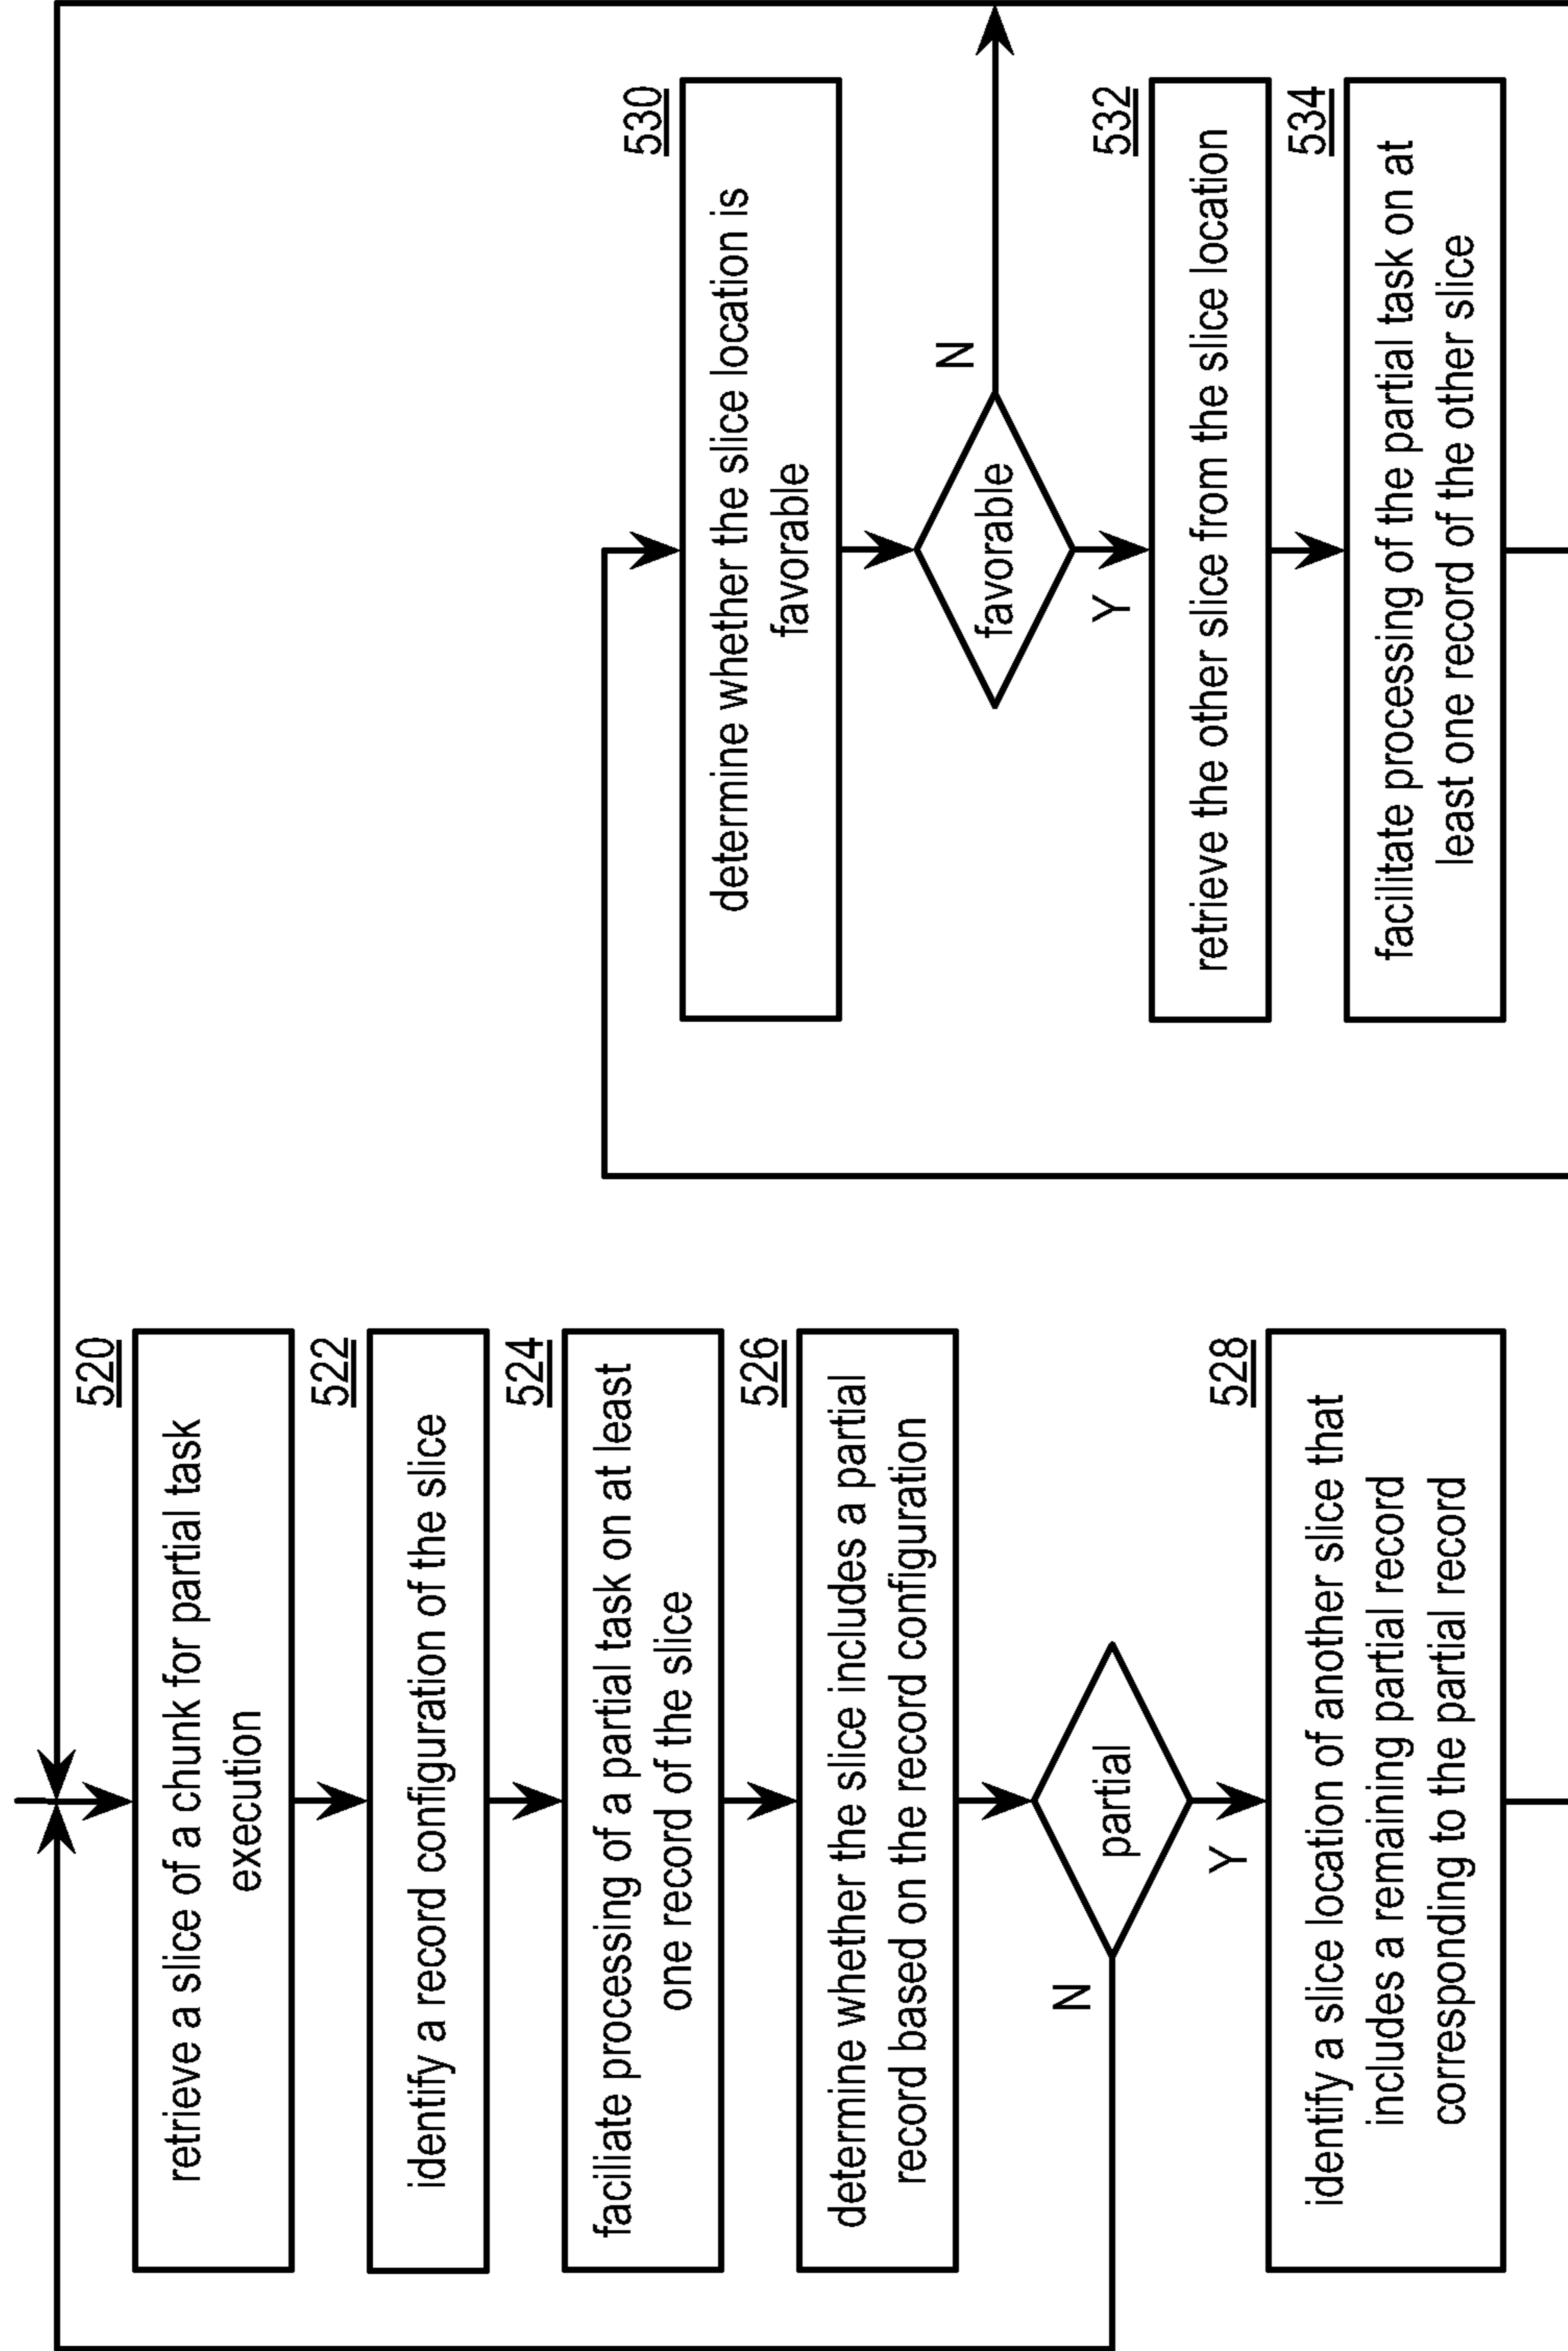 520
retrieve a slice of a chunk for partial task
execution
522
identify a record configuration of the slice
524
faciliate processing of a partial task on at least
one record of the slice
526
determine whether the slice includes a partial
record based on the record configuration
partial
N
Y
528
identify a slice location of another slice that
includes a remaining partial record
corresponding to the partial record
530
determine whether the slice location is
favorable
favorable
N
Y
532
retrieve the other slice from the slice location
534
facilitate processing of the partial task on at
least one record of the other slice